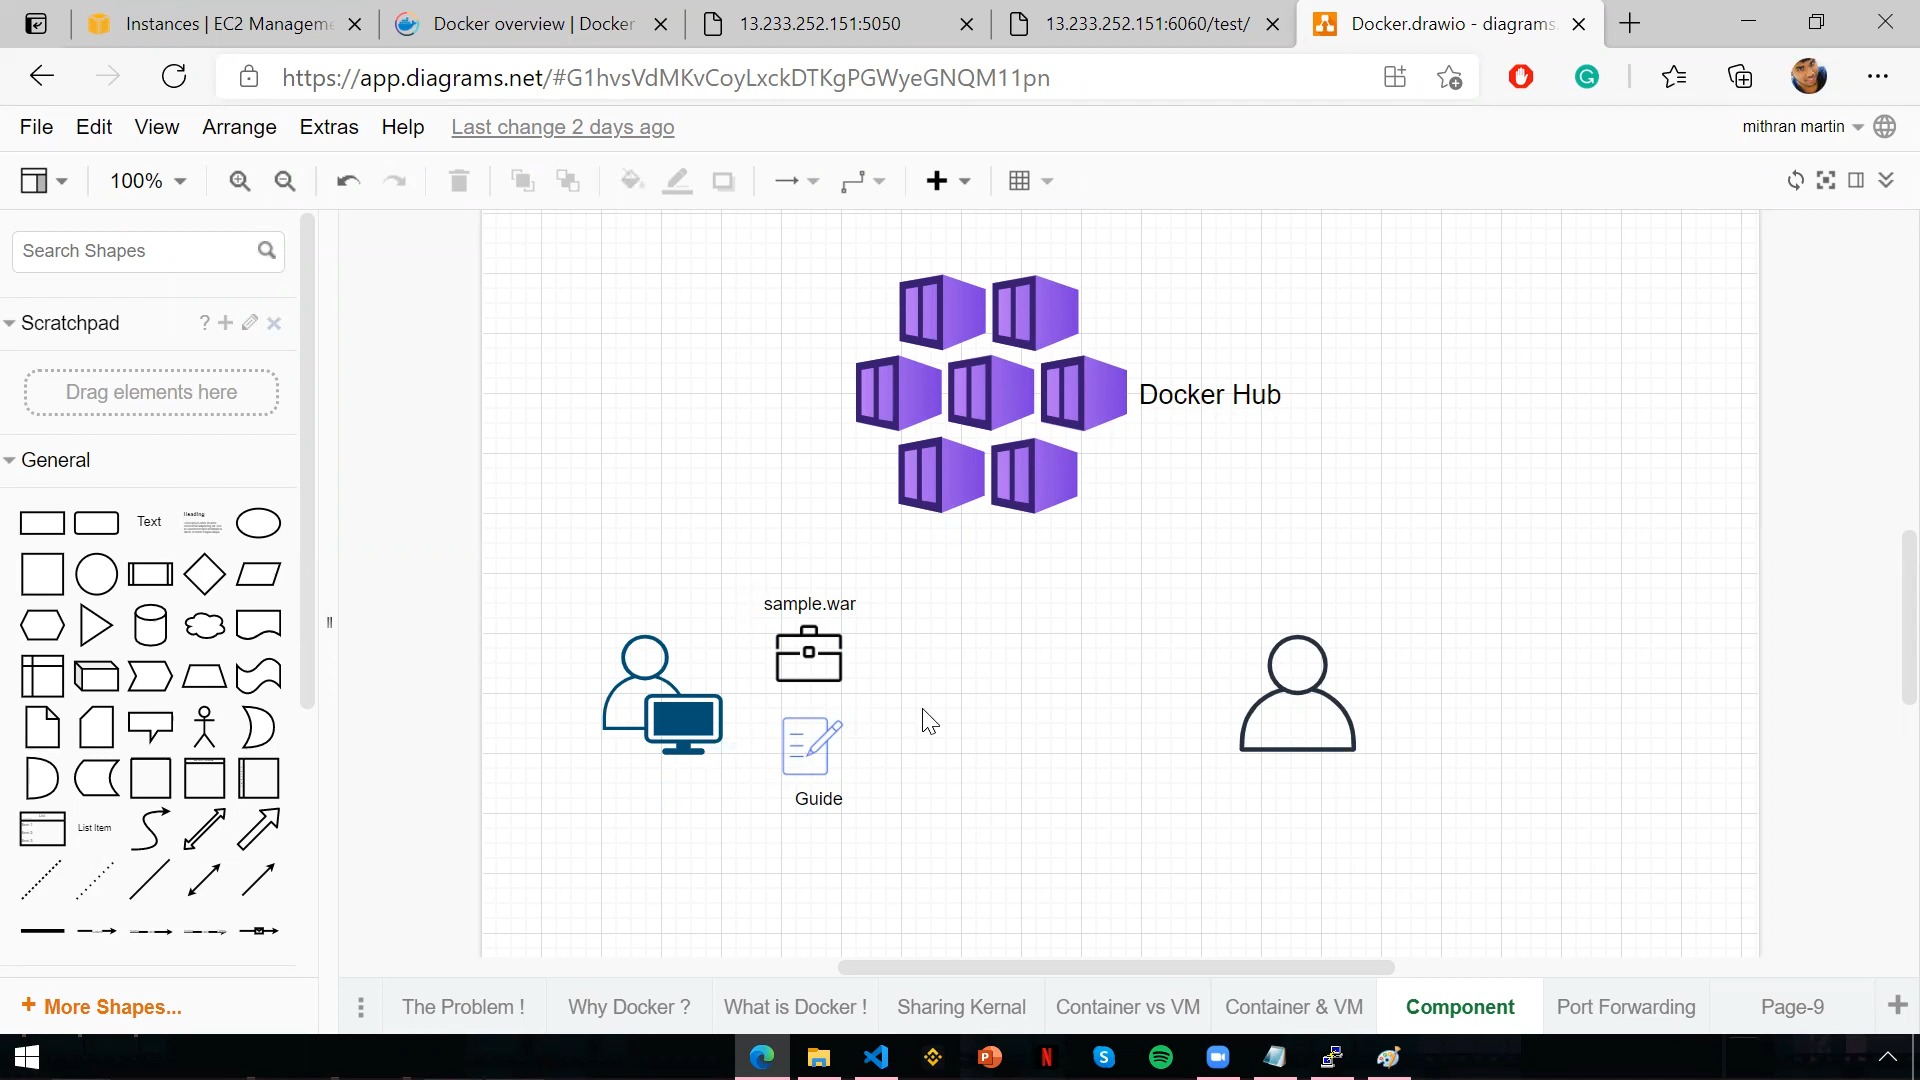 Instances | EC2 Manageme
Docker overview | Docker
13.233.252.151:5050
13.233.252.151:6060/test/
Docker.drawio - diagrams.
https://app.diagrams.net/#G1hvsVdMKvCoyLxckDTKgPGWyeGNQM11pn
File Edit View Arrange Extras Help Last change 2 days ago
mithran martin
100%
Search Shapes
Scratchpad
?
Drag elements here
General
Text
Heading
List Item
+ More Shapes...
Docker Hub
sample.war
Guide
The Problem !
Why Docker ?
What is Docker !
Sharing Kernal
Container vs VM
Container & VM
Component
Port Forwarding
Page-9